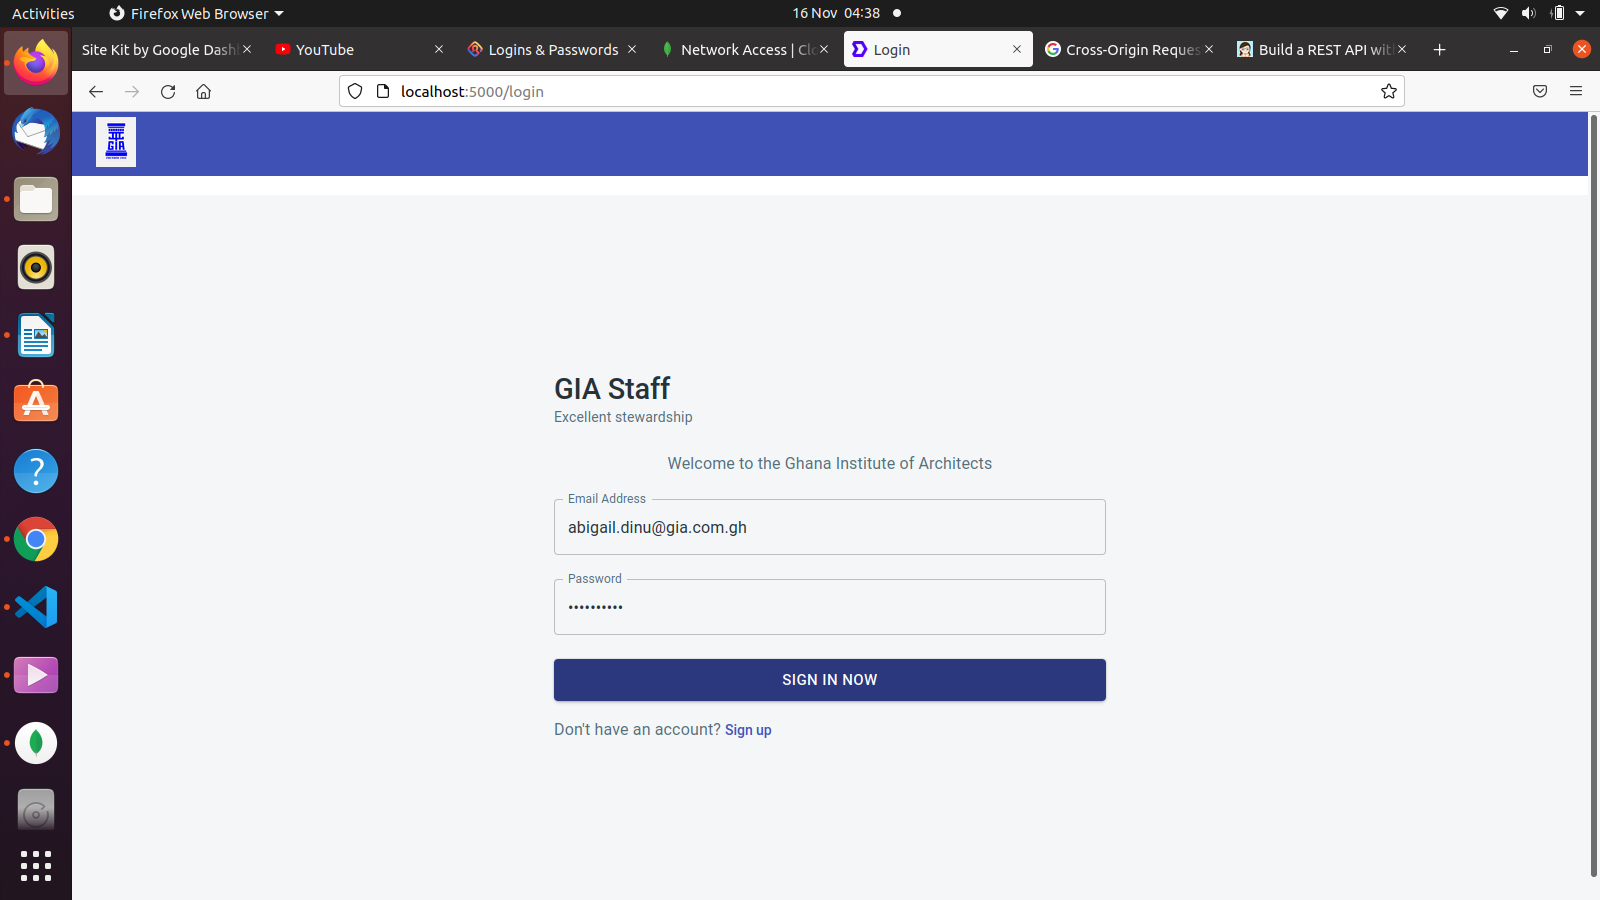 Activities
Firefox Web Browser
16 Nov 04:38
Site Kit by Google Dash
YouTube
Logins & Passwords
Network Access | Clo
Login
Cross-Origin Reques
Build a REST API wit
localhost:5000/login
GIA
GIA Staff
Excellent stewardship
Welcome to the Ghana Institute of Architects
Email Address
abigail.dinu@gia.com.gh
Password
••••••••••
SIGN IN NOW
Don't have an account? Sign up